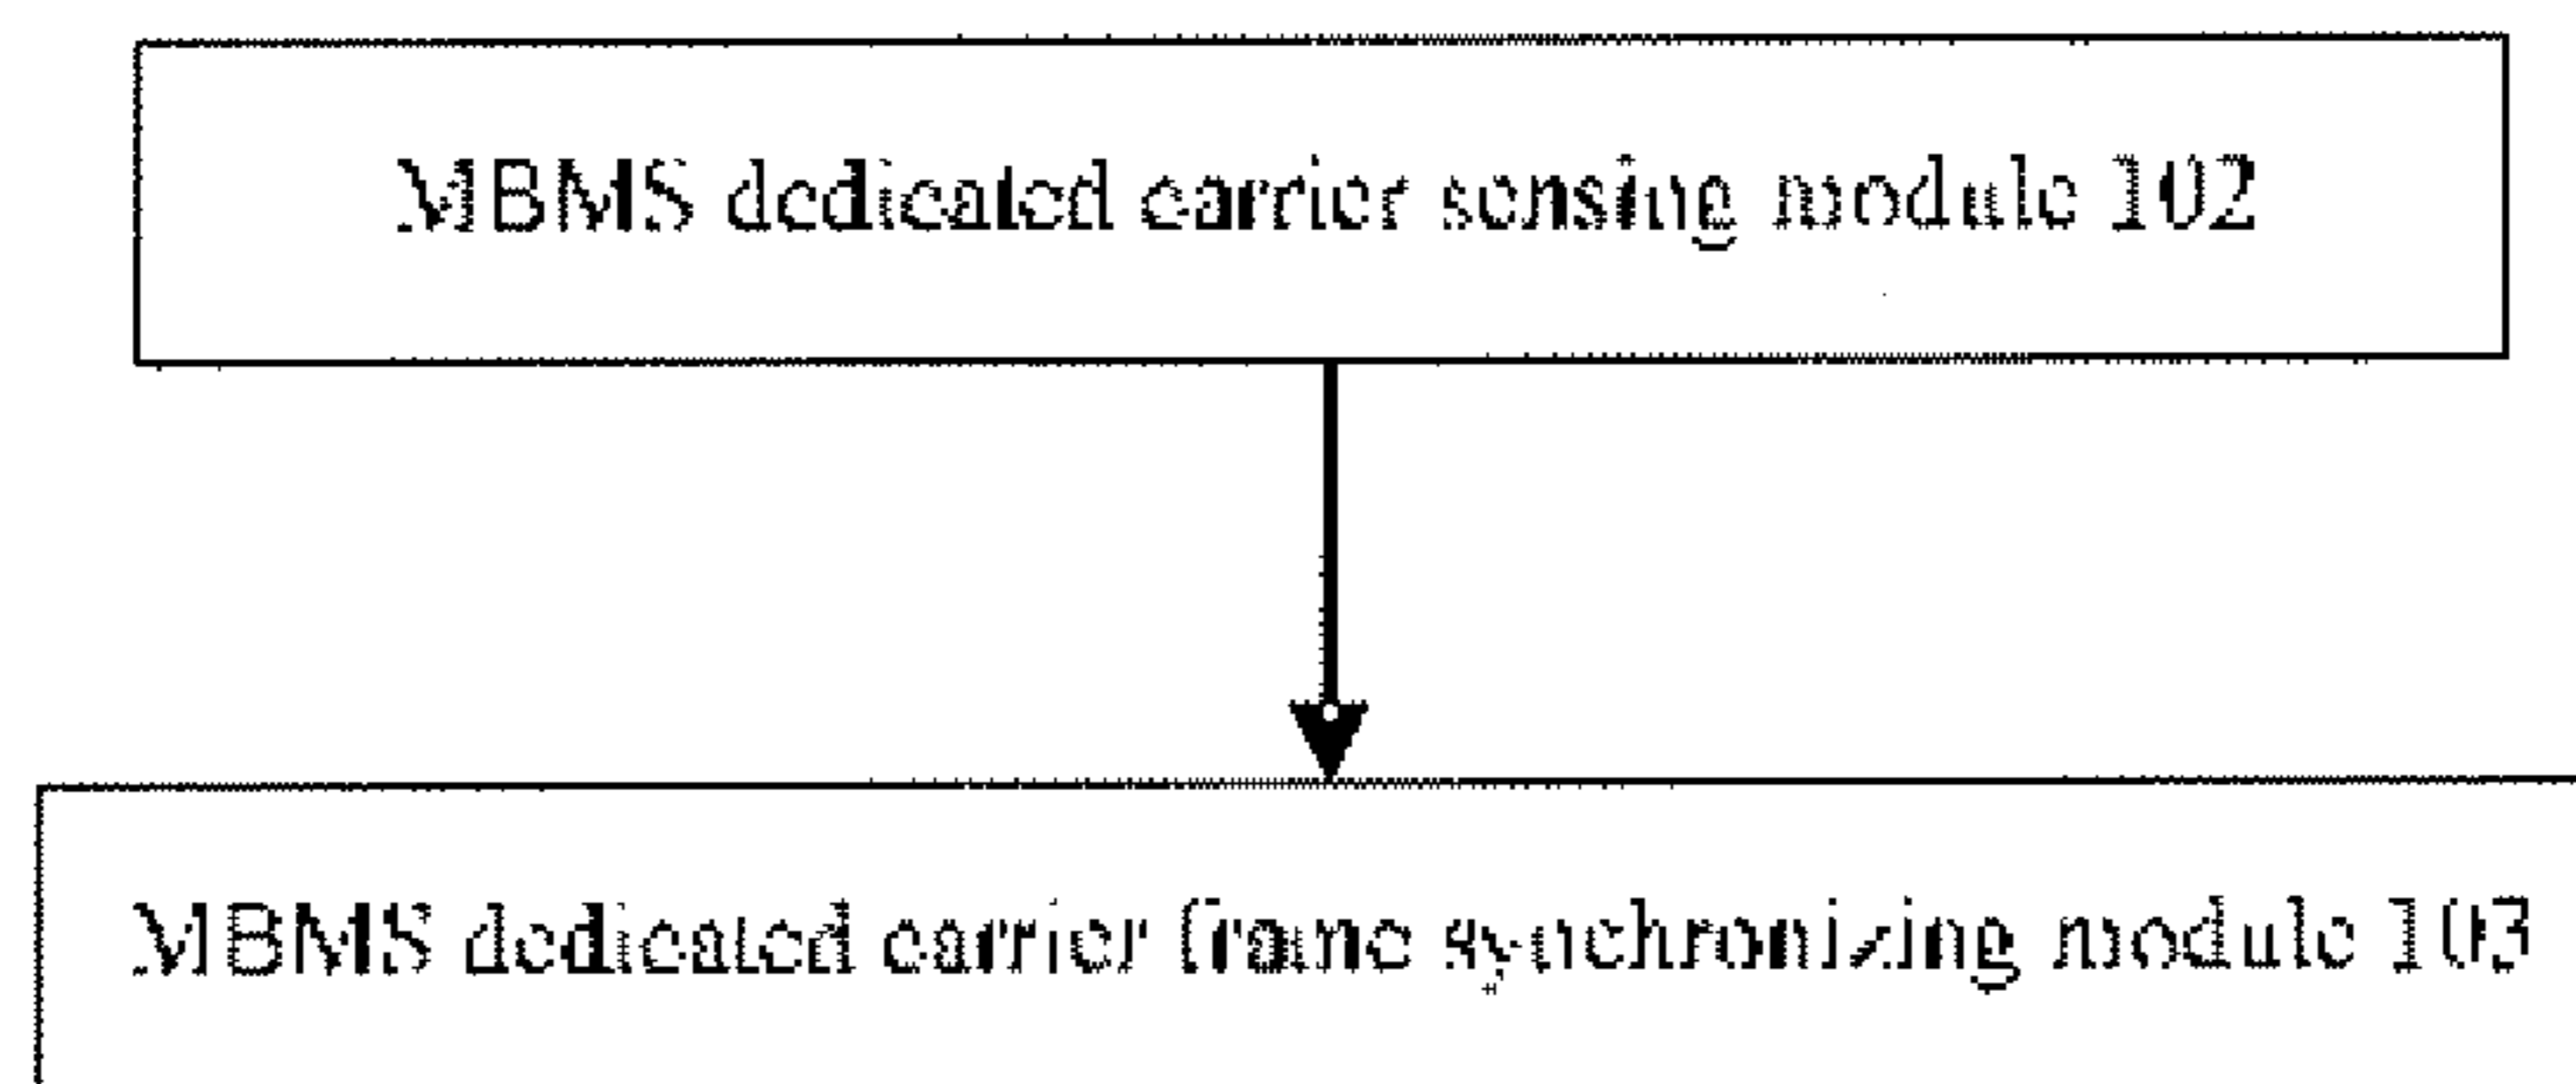 MBMS dedicated carrier sensing module 102
MBMS dedicated carrier frame synchronizing module 103